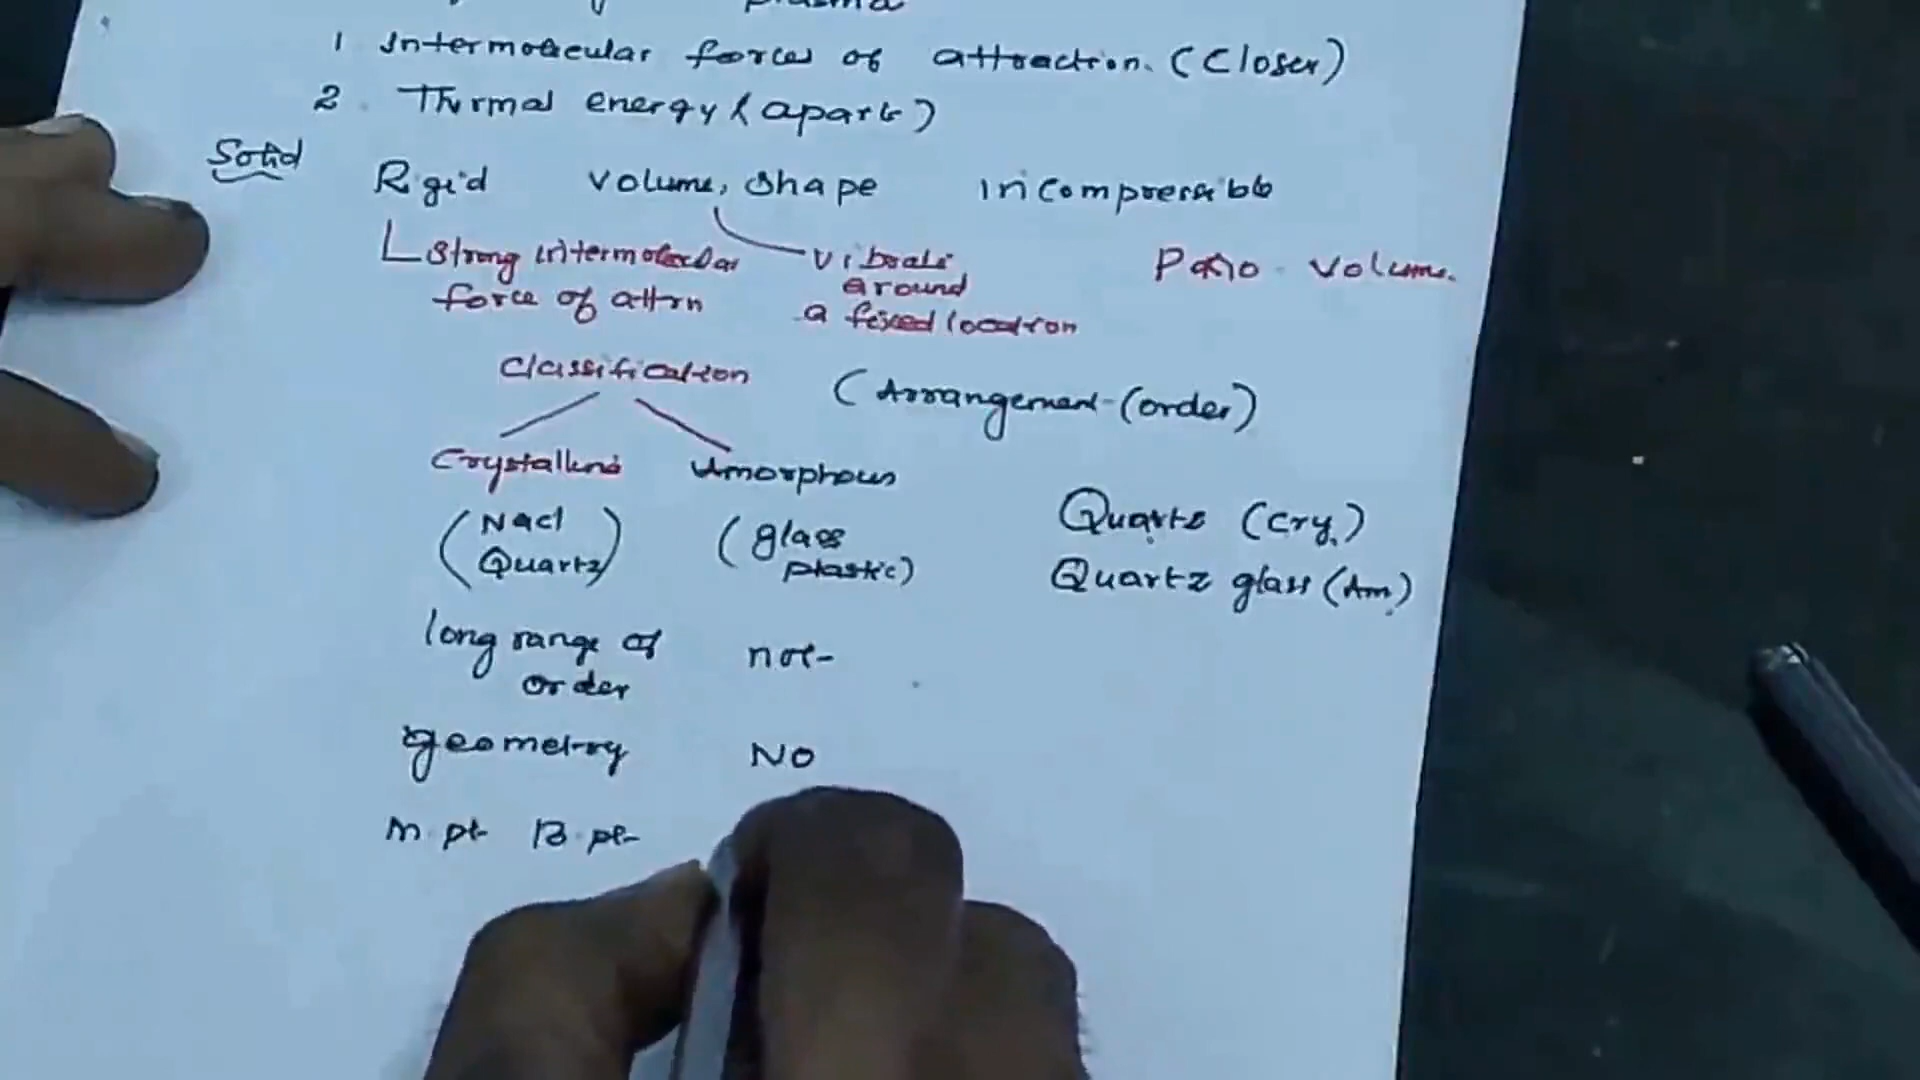 plasma
1 Intermolecular forces of attraction. (Closer)
2. Thrmal energy (apart)
Solid
Rigid volume, Shape Incompressible
Strong intermolecular force of attrn
vibrate around a fixed location
volume.
Classification (Arrangement (order)
Crystalline Amorphous
(NaCl Quartz) (glass plastic)
Quartz (Cry.)
Quartz glass (Am.)
long range of order not
geometry NO
M.pt B.pt